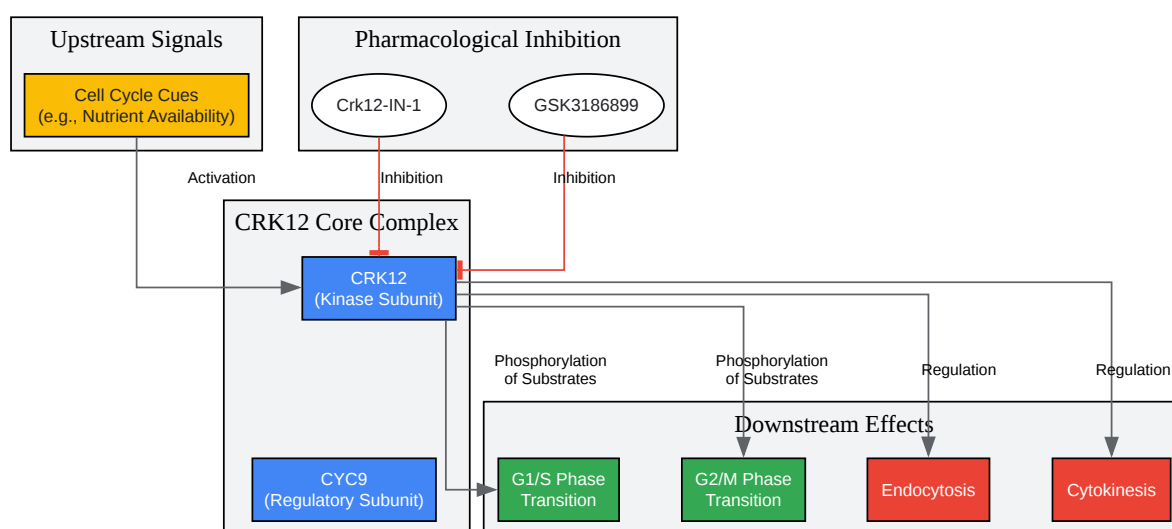 Upstream Signals
Pharmacological Inhibition
Cell Cycle Cues
(e.g., Nutrient Availability)
Crk12-IN-1
GSK3186899
Activation
Inhibition
Inhibition
CRK12 Core Complex
CRK12
(Kinase Subunit)
Phosphorylation
of Substrates
Phosphorylation
of Substrates
Regulation
Regulation
Downstream Effects
CYC9
(Regulatory Subunit)
G1/S Phase
Transition
G2/M Phase
Transition
Endocytosis
Cytokinesis